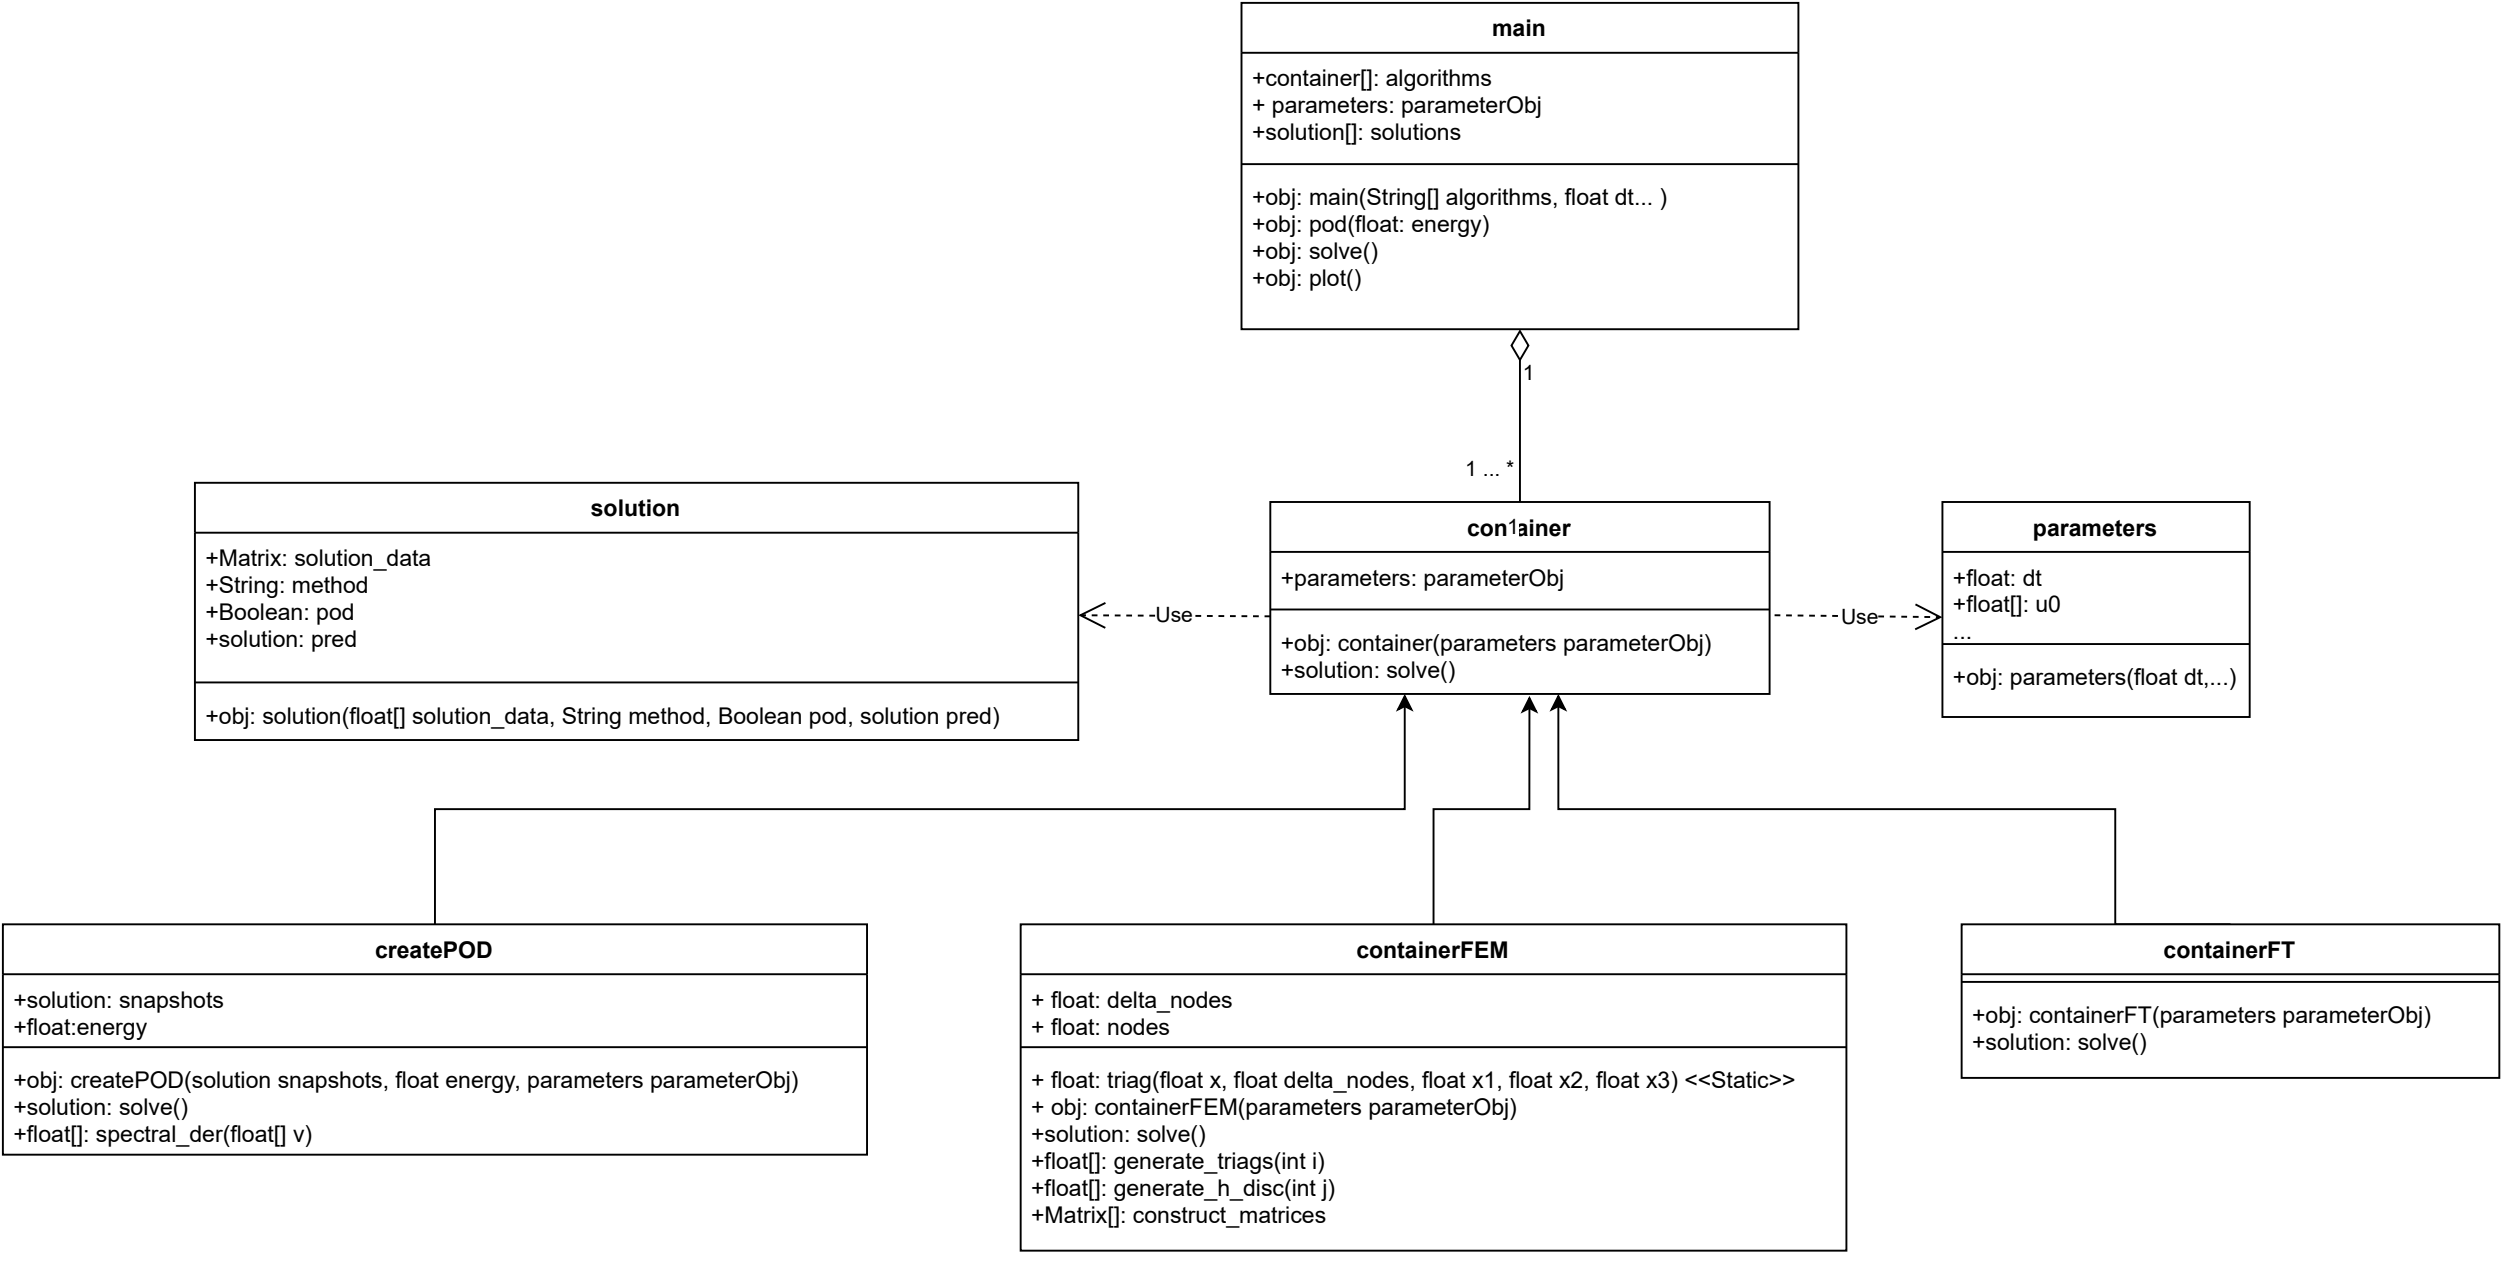 main
+container[]: algorithms
+ parameters: parameterObj
+solution[]: solutions
+obj: main(String[] algorithms, float dt... )
+obj: pod(float: energy)
+obj: solve()
+obj: plot()
1
1 ... *
solution
+Matrix: solution_data
+String: method
+Boolean: pod
+solution: pred
+obj: solution(float[] solution_data, String method, Boolean pod, solution pred)
Use
container
1
+parameters: parameterObj
+obj: container(parameters parameterObj)
+solution: solve()
Use
parameters
+float: dt
+float[]: u0
...
+obj: parameters(float dt,...)
createPOD
+solution: snapshots
+float:energy
+obj: createPOD(solution snapshots, float energy, parameters parameterObj)
+solution: solve()
+float[]: spectral_der(float[] v)
containerFEM
+ float: delta_nodes
+ float: nodes
+ float: triag(float x, float delta_nodes, float x1, float x2, float x3) <<Static>>
+ obj: containerFEM(parameters parameterObj)
+solution: solve()
+float[]: generate_triags(int i)
+float[]: generate_h_disc(int j)
+Matrix[]: construct_matrices
containerFT
+obj: containerFT(parameters parameterObj)
+solution: solve()